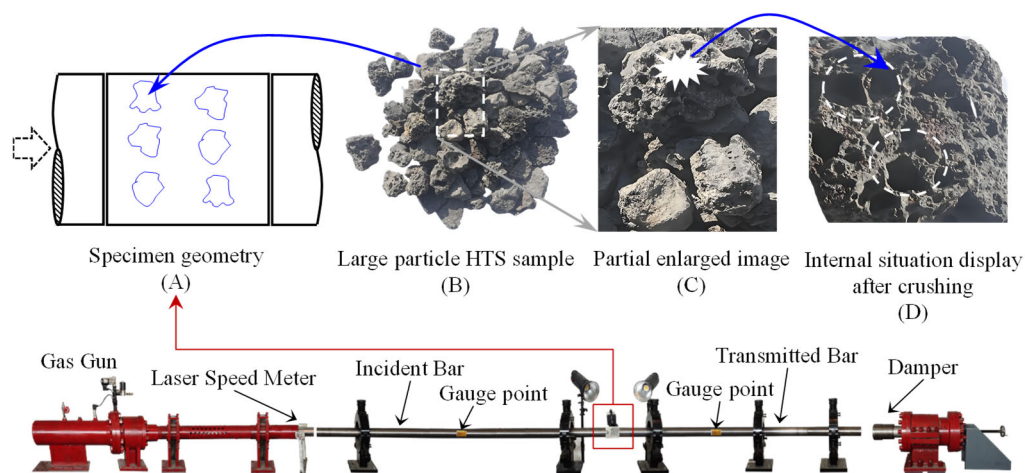 Specimen geometry
(A)
Large particle HTS sample
(B)
Partial enlarged image
(C)
Internal situation display
after crushing
(D)
Gas Gun
Laser Speed Meter
Incident Bar
Gauge point
Gauge point
Transmitted Bar
Damper